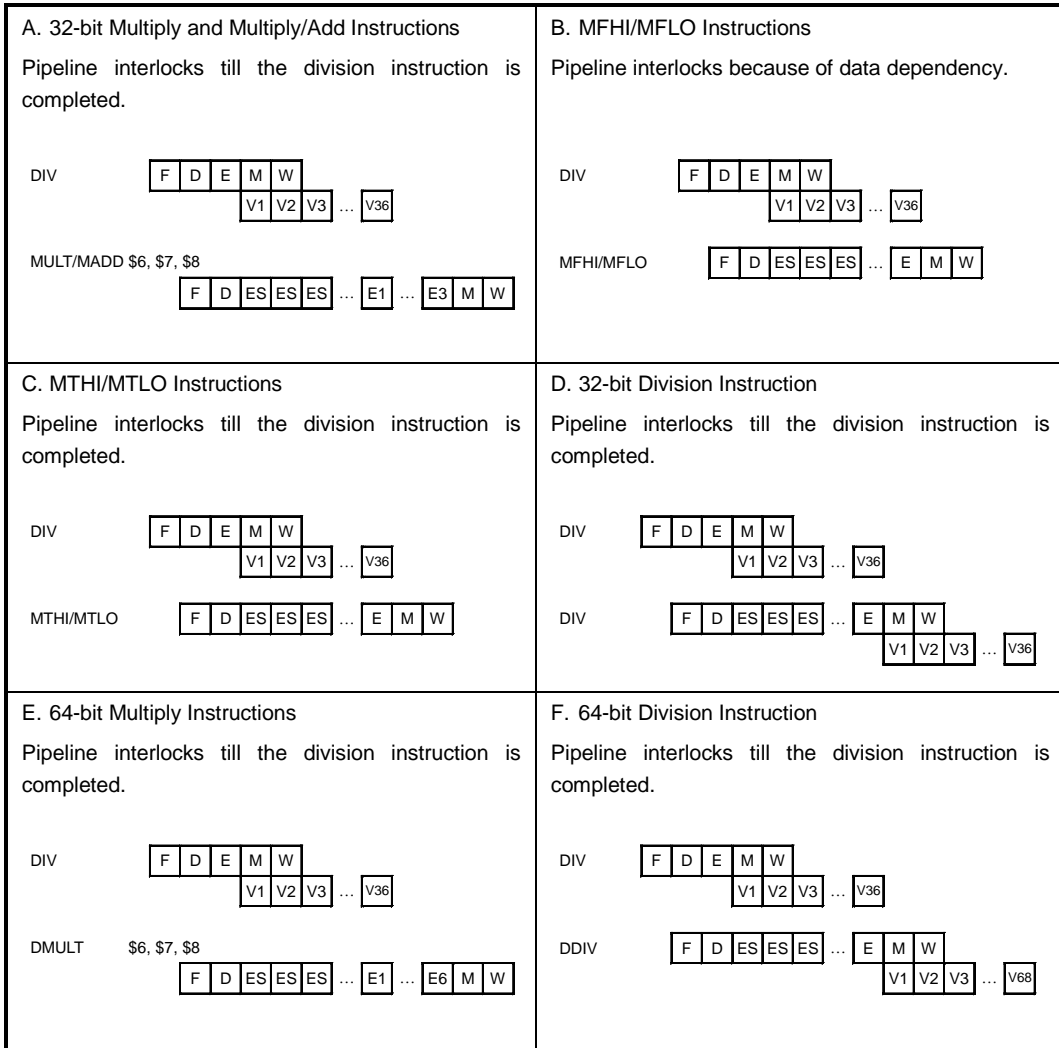 A. 32-bit Multiply and Multiply/Add Instructions
Pipeline interlocks till the division instruction is
completed.
DIV F D E M W
V1 V2 V3 ... V36
MULT/MADD $6, $7, $8
F D ES ES ES ... E1 ... E3 M W
B. MFHI/MFLO Instructions
Pipeline interlocks because of data dependency.
DIV F D E M W
V1 V2 V3 ... V36
MFHI/MFLO F D ES ES ES ... E M W
C. MTHI/MTLO Instructions
Pipeline interlocks till the division instruction is
completed.
DIV F D E M W
V1 V2 V3 ... V36
MTHI/MTLO F D ES ES ES ... E M W
D. 32-bit Division Instruction
Pipeline interlocks till the division instruction is
completed.
DIV F D E M W
V1 V2 V3 ... V36
DIV F D ES ES ES ... E M W
V1 V2 V3 ... V36
E. 64-bit Multiply Instructions
Pipeline interlocks till the division instruction is
completed.
DIV F D E M W
V1 V2 V3 ... V36
DMULT $6, $7, $8
F D ES ES ES ... E1 ... E6 M W
F. 64-bit Division Instruction
Pipeline interlocks till the division instruction is
completed.
DIV F D E M W
V1 V2 V3 ... V36
DDIV F D ES ES ES ... E M W
V1 V2 V3 ... V68